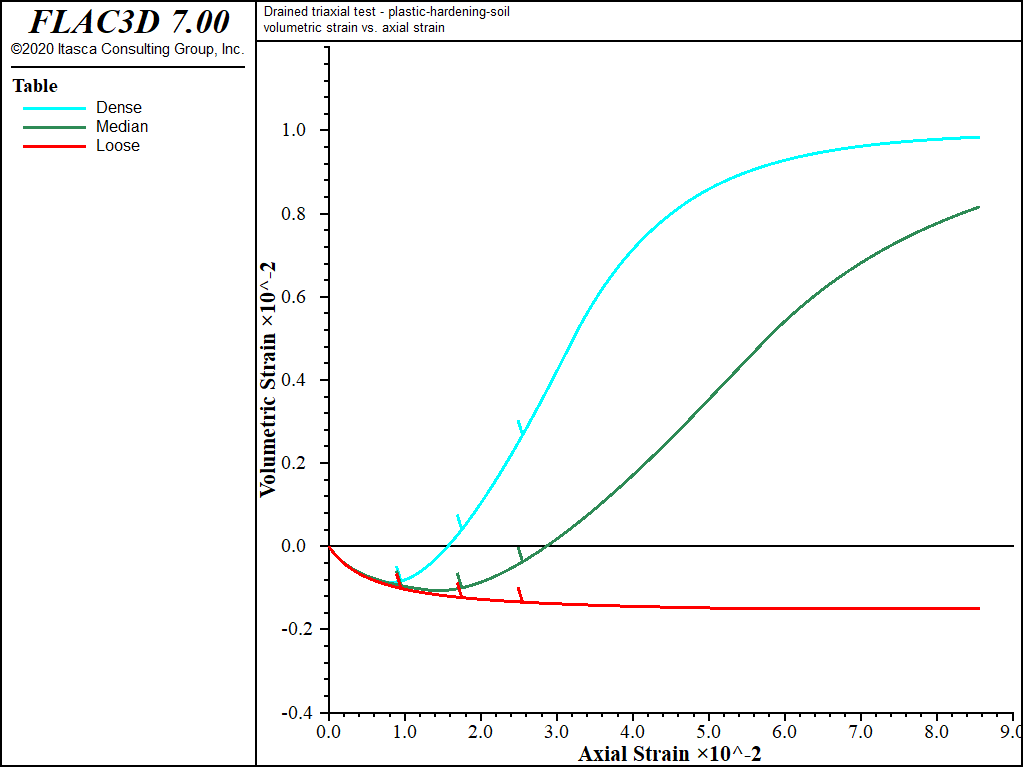 FLAC3D 7.00
©2020 Itasca Consulting Group, Inc.
Table
Dense
Median
Loose
Drained triaxial test - plastic-hardening-soil
volumetric strain vs. axial strain
Volumetric Strain ×10^-2
1.0
0.8
0.6
0.4
0.2
0.0
-0.2
-0.4
0.0 1.0 2.0 3.0 4.0 5.0 6.0 7.0 8.0 9.0
Axial Strain ×10^-2